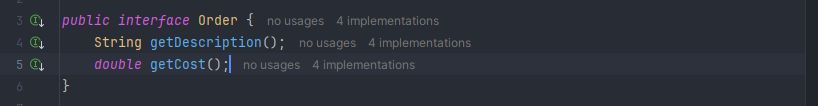 3 public interface Order { no usages 4 implementations
4 String getDescription(); no usages 4 implementations
5 double getCost(); no usages 4 implementations
6 }